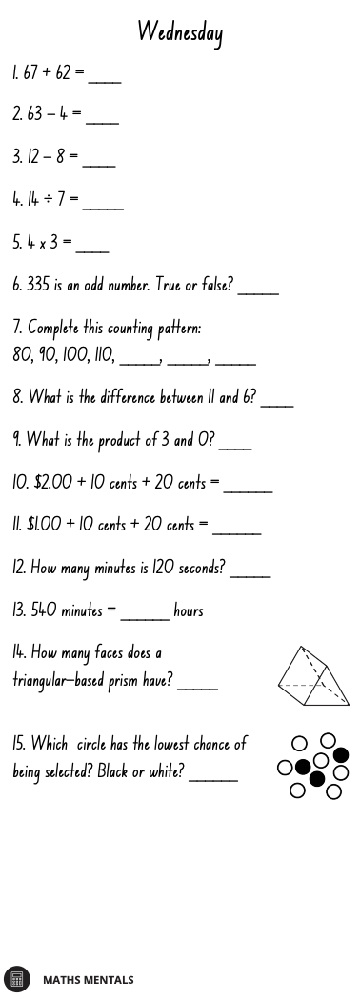 Wednesday
1. 67 + 62 = ____
2. 63 – 4 = ____
3. 12 – 8 = ____
4. 14 ÷ 7 = _____
5. 4 x 3 = ____
6. 335 is an odd number. True or false? _____
7. Complete this counting pattern:
80, 90, 100, 110, _____, _____, _____
8. What is the difference between 11 and 6? ____
9. What is the product of 3 and 0? ____
10. $2.00 + 10 cents + 20 cents = ______
11. $1.00 + 10 cents + 20 cents = ______
12. How many minutes is 120 seconds? _____
13. 540 minutes = ______ hours
14. How many faces does a
triangular–based prism have? _____
15. Which circle has the lowest chance of
being selected? Black or white? ______
MATHS MENTALS